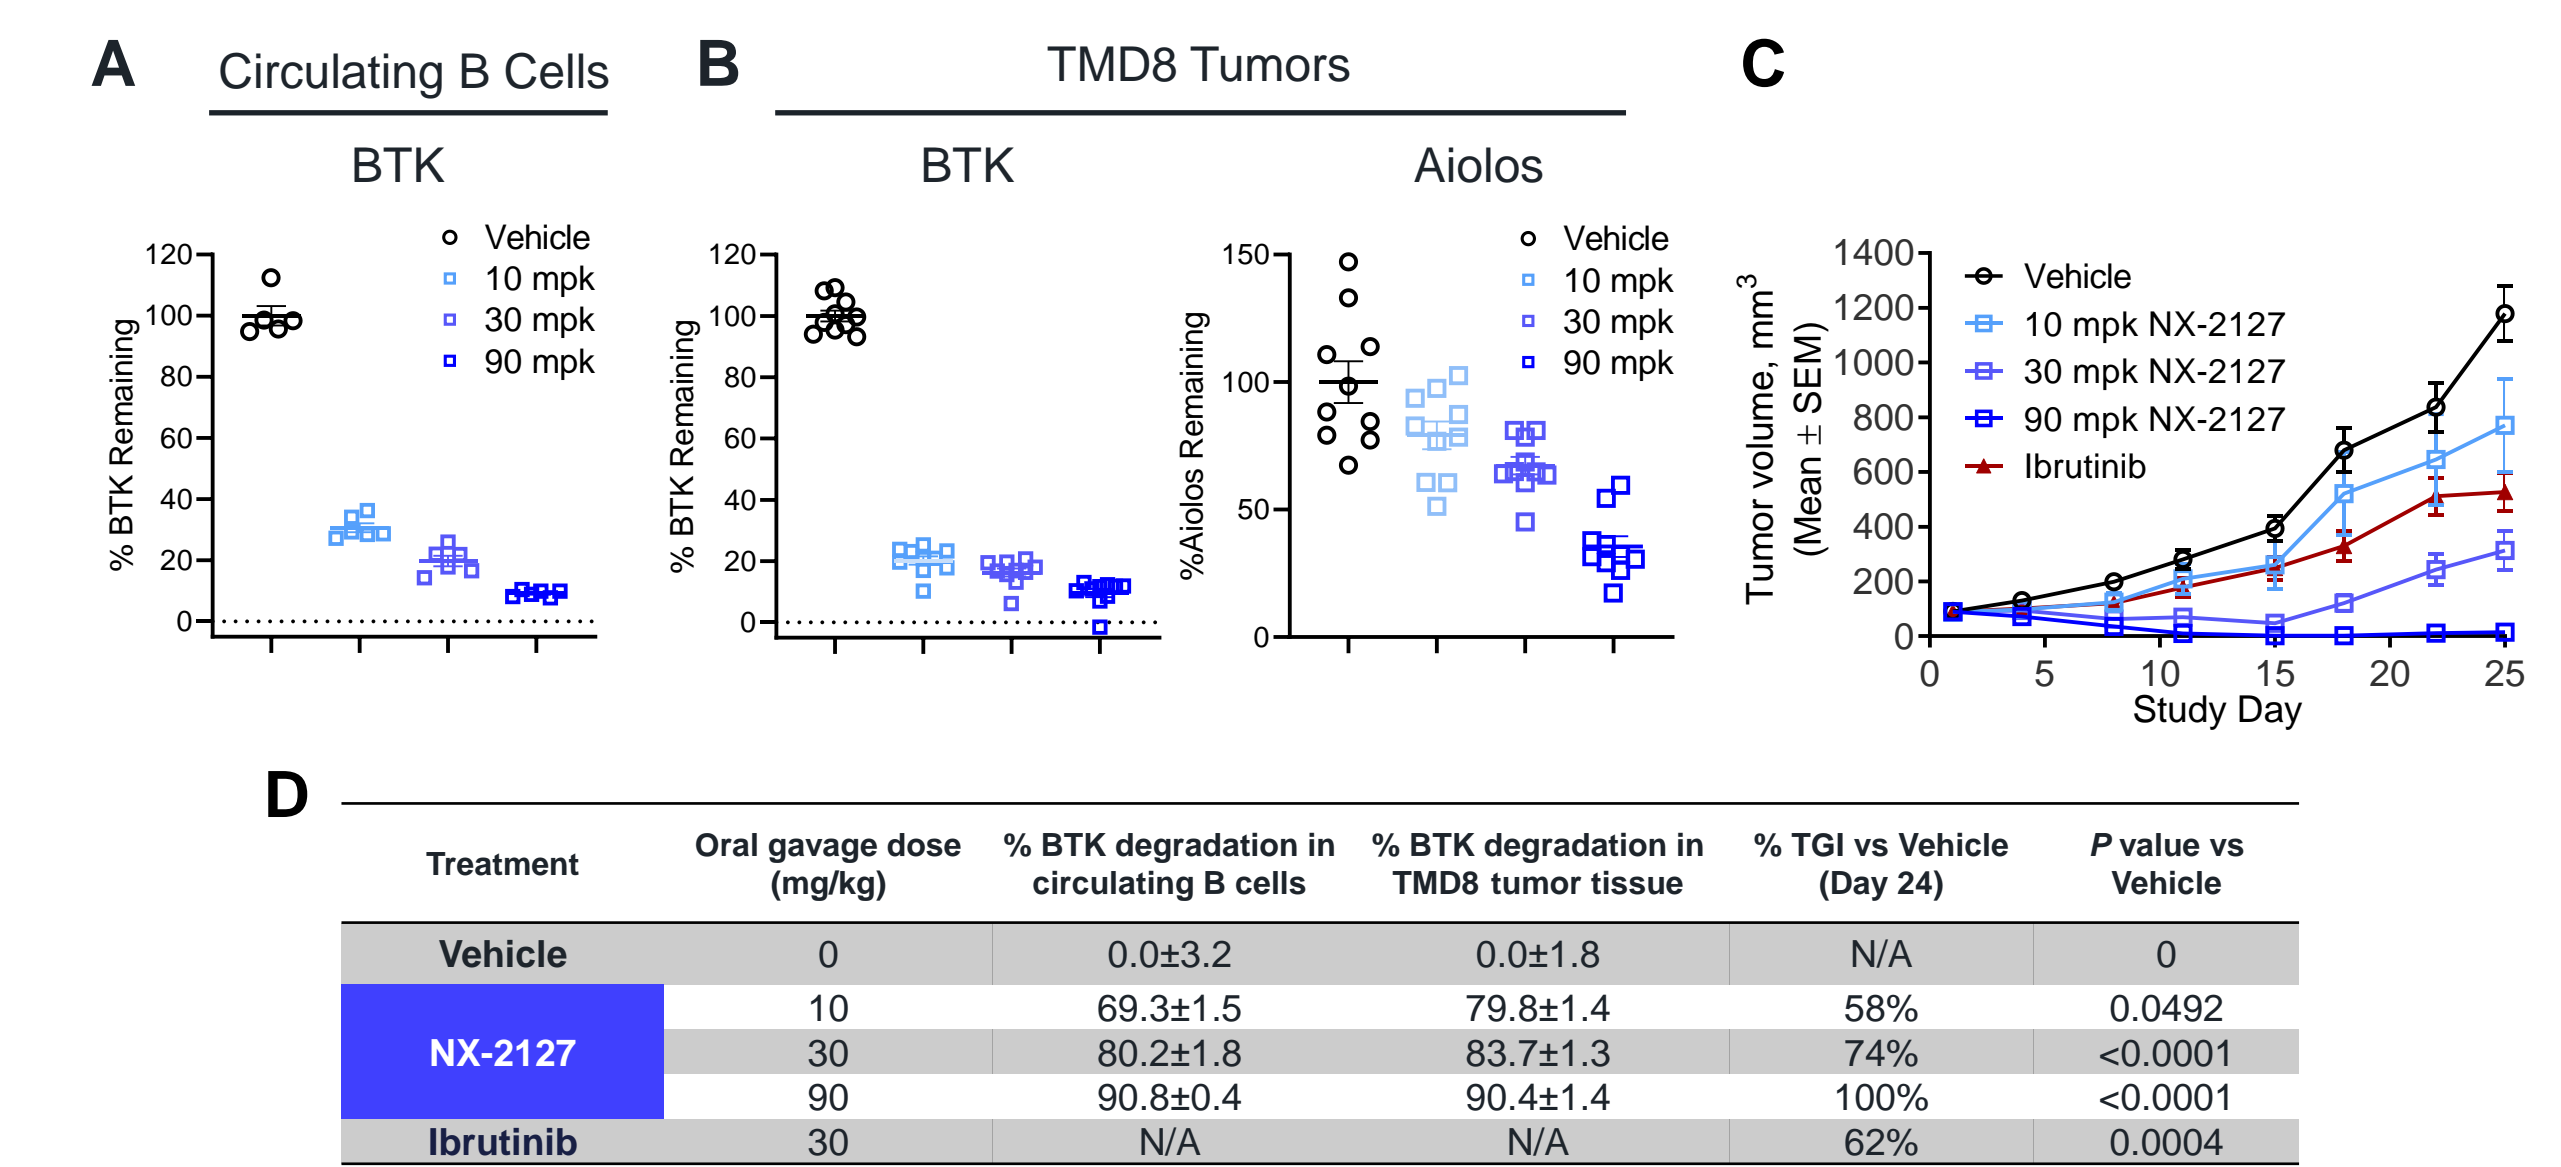 A
Circulating B Cells
BTK
% BTK Remaining
120
100
80
60
40
20
0
Vehicle
10 mpk
30 mpk
90 mpk
B
TMD8 Tumors
BTK
% BTK Remaining
120
100
80
60
40
20
0
Aiolos
%Aiolos Remaining
150
100
50
0
Vehicle
10 mpk
30 mpk
90 mpk
C
Tumor volume, mm³
(Mean ± SEM)
1400
1200
1000
800
600
400
200
0
Vehicle
10 mpk NX-2127
30 mpk NX-2127
90 mpk NX-2127
Ibrutinib
0 5 10 15 20 25
Study Day
D
Treatment
Oral gavage dose
(mg/kg)
% BTK degradation in
circulating B cells
% BTK degradation in
TMD8 tumor tissue
% TGI vs Vehicle
(Day 24)
P value vs
Vehicle
Vehicle 0 0.0±3.2 0.0±1.8 N/A 0
NX-2127
10 69.3±1.5 79.8±1.4 58% 0.0492
30 80.2±1.8 83.7±1.3 74% <0.0001
90 90.8±0.4 90.4±1.4 100% <0.0001
Ibrutinib 30 N/A N/A 62% 0.0004